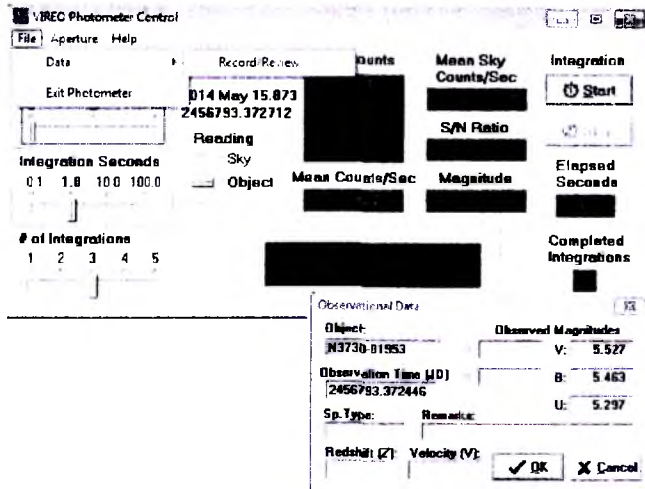 VIREC Photometer Control
File Aperture Help
Data Record/Review
Exit Photometer
Counts
Mean Sky Counts/Sec
Integration
014 May 15.873
2456793.372712
Start
S/N Ratio
Reading
Sky
Object
Integration Seconds
0.1 1.0 10.0 100.0
Mean Counts/Sec
Magnitude
Elapsed Seconds
# of Integrations
1 2 3 4 5
Completed Integrations
Observational Data
Object:
Observed Magnitudes
N3730-01953
V: 5.527
Observation Time (JD)
B: 5.463
2456793.372446
U: 5.297
Sp.Type: Remarks:
Redshift (Z): Velocity (V):
OK Cancel